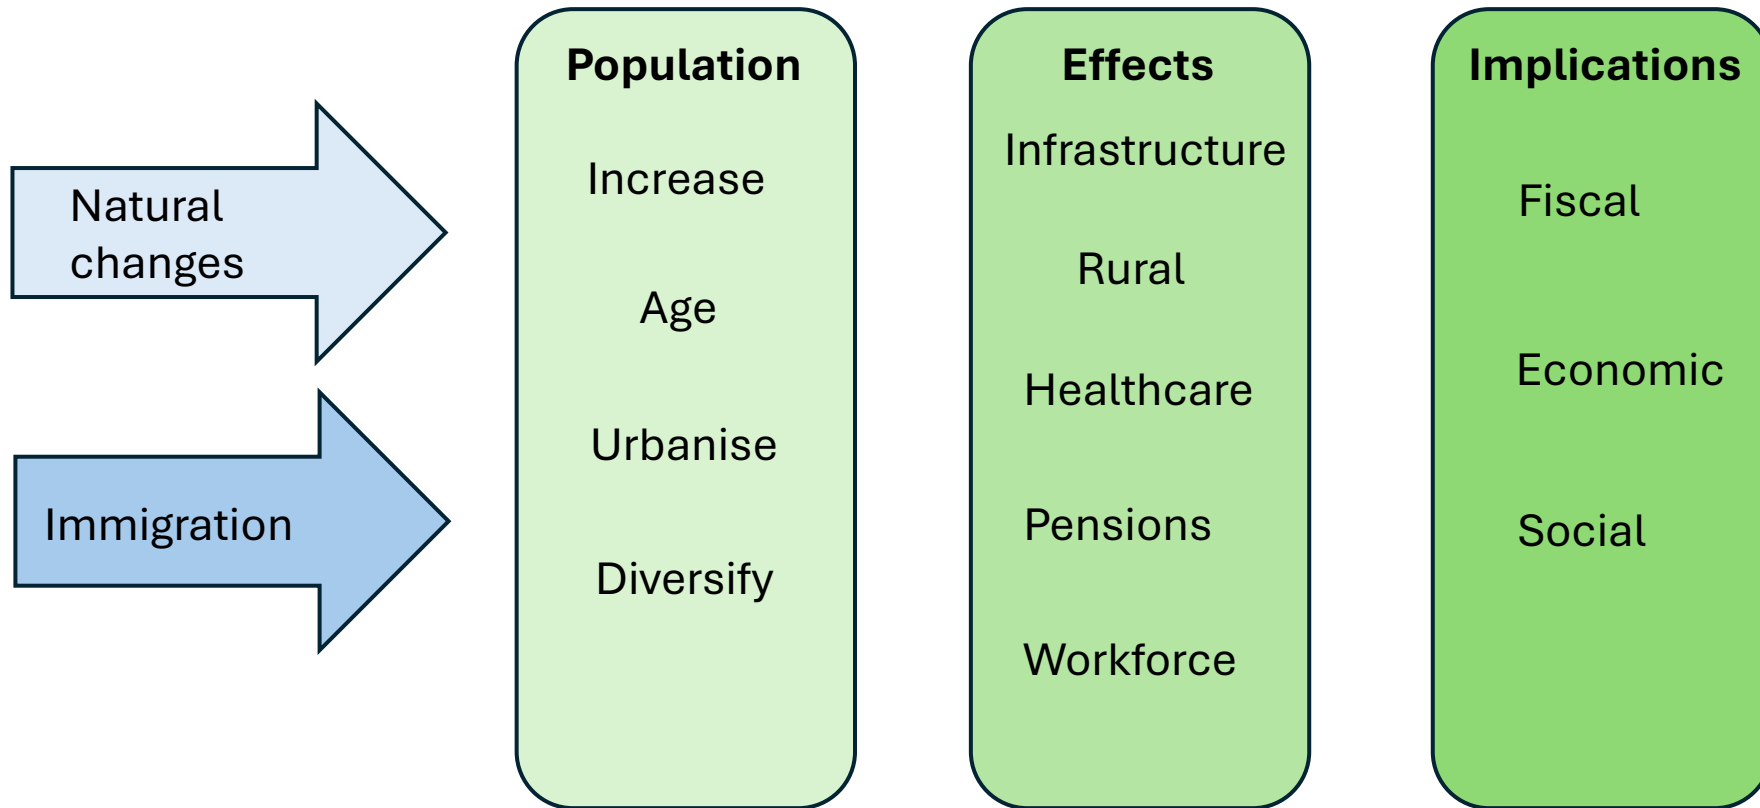 Natural
changes
Immigration
Population
Increase
Age
Urbanise
Diversify
Effects
Infrastructure
Rural
Healthcare
Pensions
Workforce
Implications
Fiscal
Economic
Social